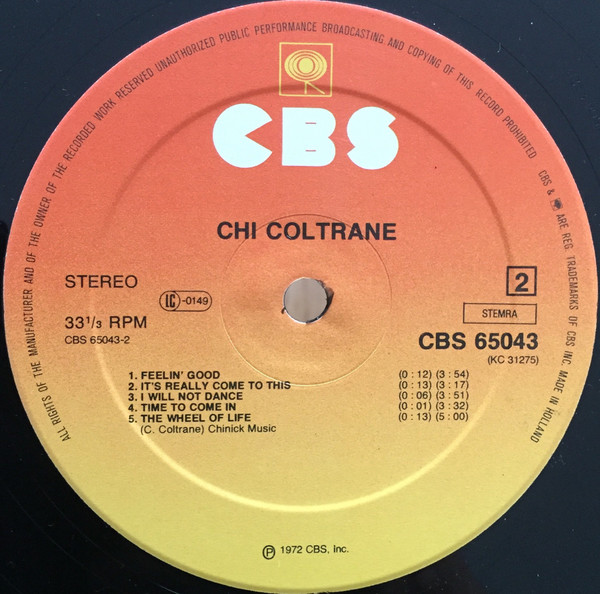 ALL RIGHTS OF THE MANUFACTURER AND OF THE OWNER OF THE RECORDED WORK RESERVED UNAUTHORIZED PUBLIC PERFORMANCE BROADCASTING AND COPYING OF THIS RECORD PROHIBITED
CBS & ARE REG. TRADEMARKS OF CBS INC. MADE IN HOLLAND
CBS
CHI COLTRANE
STEREO
LC-0149
2
33⅓ RPM
STEMRA
CBS 65043-2
CBS 65043
(KC 31275)
1. FEELIN' GOOD (0 : 12) (3 : 54)
2. IT'S REALLY COME TO THIS (0 : 13) (3 : 17)
3. I WILL NOT DANCE (0 : 06) (3 : 51)
4. TIME TO COME IN (0 : 01) (3 : 32)
5. THE WHEEL OF LIFE (0 : 13) (5 : 00)
(C. Coltrane) Chinick Music
Ⓟ 1972 CBS, Inc.